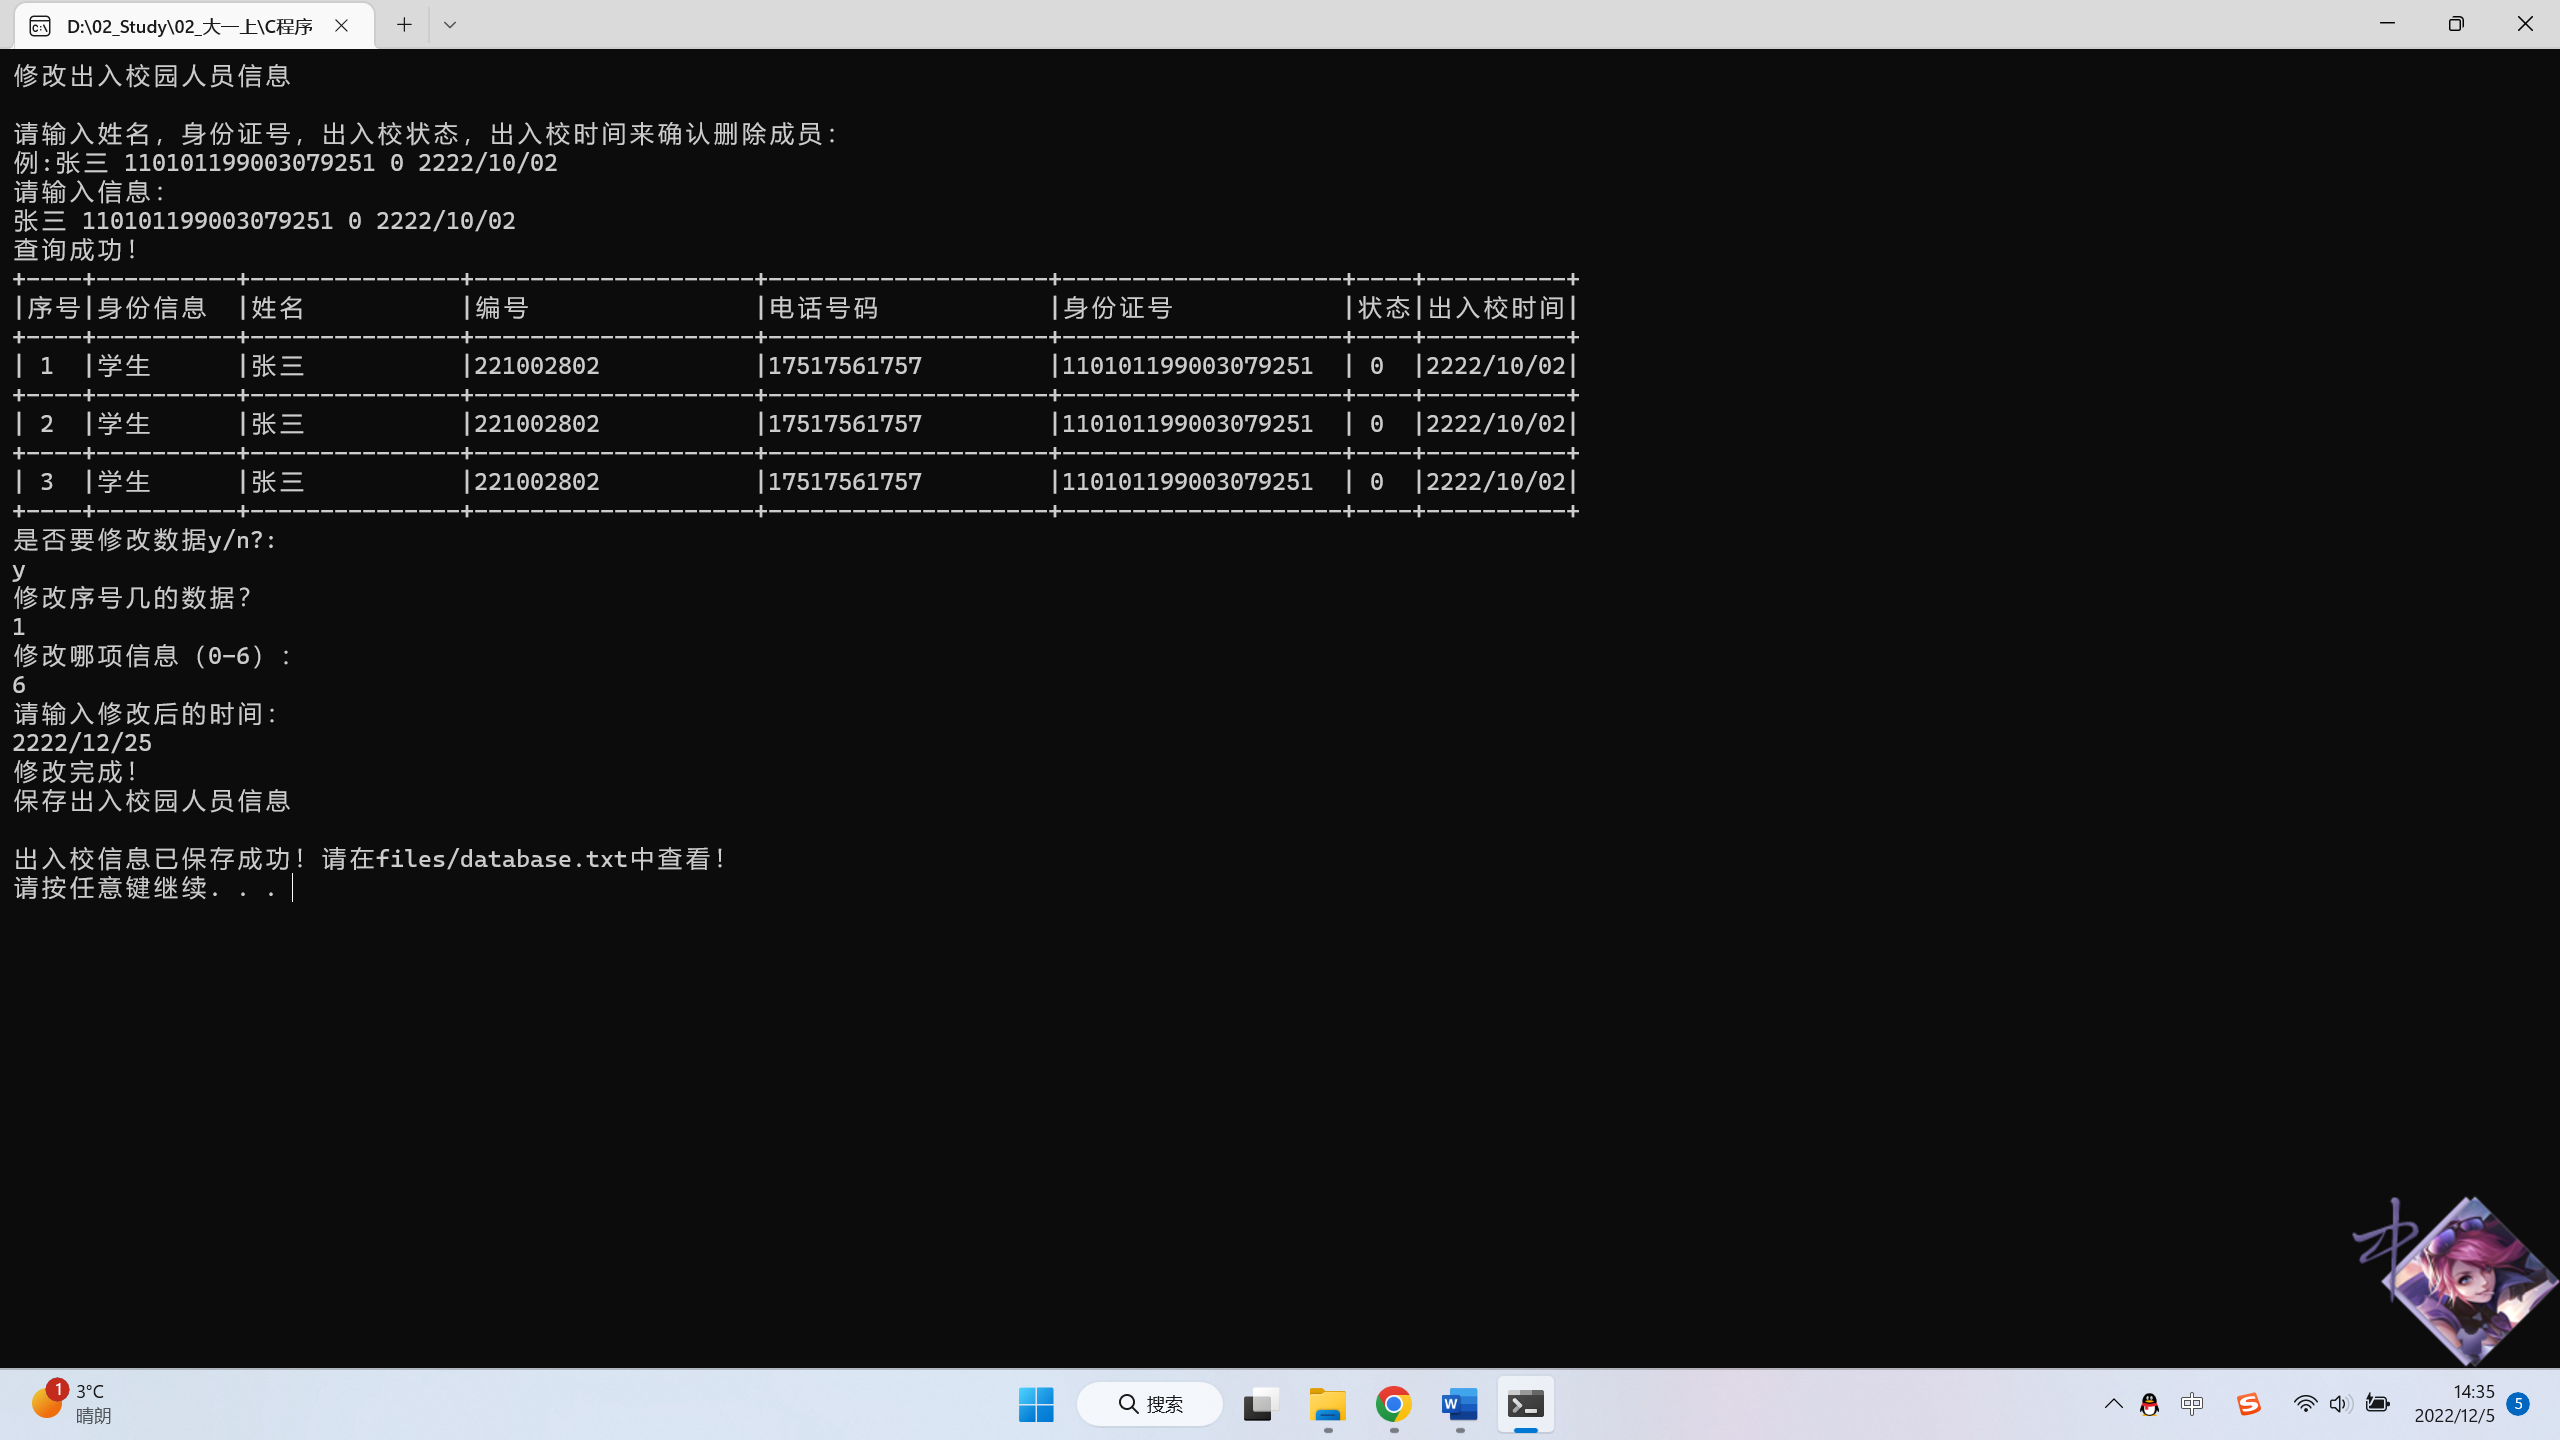 D:\02_Study\02_大一上\C程序
修改出入校园人员信息
请输入姓名，身份证号，出入校状态，出入校时间来确认删除成员：
例:张三 110101199003079251 0 2222/10/02
请输入信息：
张三 110101199003079251 0 2222/10/02
查询成功！
+----+----------+---------------+--------------------+--------------------+--------------------+----+----------+
|序号|身份信息  |姓名           |编号                |电话号码            |身份证号            |状态|出入校时间|
+----+----------+---------------+--------------------+--------------------+--------------------+----+----------+
| 1  |学生      |张三           |221002802           |17517561757         |110101199003079251  | 0  |2222/10/02|
+----+----------+---------------+--------------------+--------------------+--------------------+----+----------+
| 2  |学生      |张三           |221002802           |17517561757         |110101199003079251  | 0  |2222/10/02|
+----+----------+---------------+--------------------+--------------------+--------------------+----+----------+
| 3  |学生      |张三           |221002802           |17517561757         |110101199003079251  | 0  |2222/10/02|
+----+----------+---------------+--------------------+--------------------+--------------------+----+----------+
是否要修改数据y/n?:
y
修改序号几的数据？
1
修改哪项信息（0-6）：
6
请输入修改后的时间：
2222/12/25
修改完成！
保存出入校园人员信息
出入校信息已保存成功！请在files/database.txt中查看！
请按任意键继续. . .
中
1
3°C
晴朗
搜索
中
14:35
2022/12/5
5